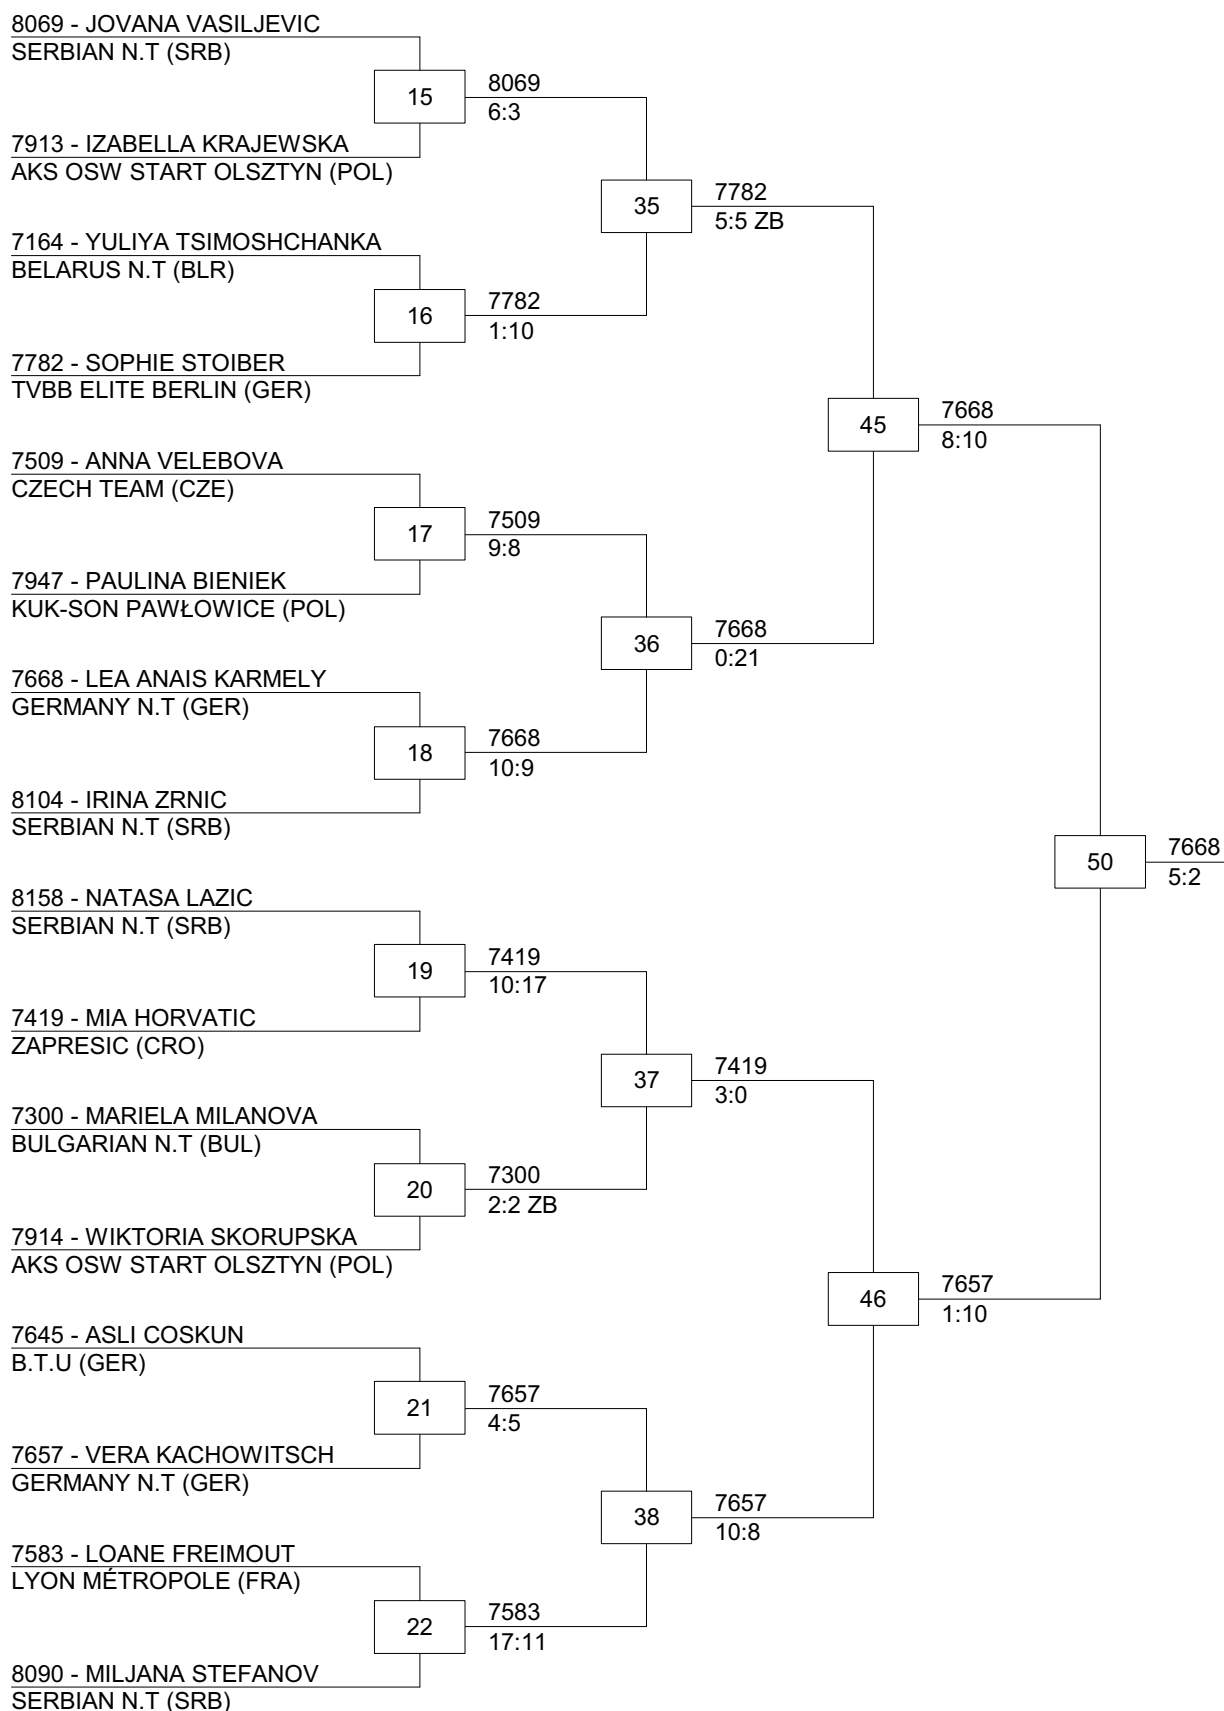 8069 - JOVANA VASILJEVIC
SERBIAN N.T (SRB)
15
8069
6:3
7913 - IZABELLA KRAJEWSKA
AKS OSW START OLSZTYN (POL)
35
7782
5:5 ZB
7164 - YULIYA TSIMOSHCHANKA
BELARUS N.T (BLR)
16
7782
1:10
7782 - SOPHIE STOIBER
TVBB ELITE BERLIN (GER)
45
7668
8:10
7509 - ANNA VELEBOVA
CZECH TEAM (CZE)
17
7509
9:8
7947 - PAULINA BIENIEK
KUK-SON PAWŁOWICE (POL)
36
7668
0:21
7668 - LEA ANAIS KARMELY
GERMANY N.T (GER)
18
7668
10:9
8104 - IRINA ZRNIC
SERBIAN N.T (SRB)
50
7668
5:2
8158 - NATASA LAZIC
SERBIAN N.T (SRB)
19
7419
10:17
7419 - MIA HORVATIC
ZAPRESIC (CRO)
37
7419
3:0
7300 - MARIELA MILANOVA
BULGARIAN N.T (BUL)
20
7300
2:2 ZB
7914 - WIKTORIA SKORUPSKA
AKS OSW START OLSZTYN (POL)
46
7657
1:10
7645 - ASLI COSKUN
B.T.U (GER)
21
7657
4:5
7657 - VERA KACHOWITSCH
GERMANY N.T (GER)
38
7657
10:8
7583 - LOANE FREIMOUT
LYON MÉTROPOLE (FRA)
22
7583
17:11
8090 - MILJANA STEFANOV
SERBIAN N.T (SRB)